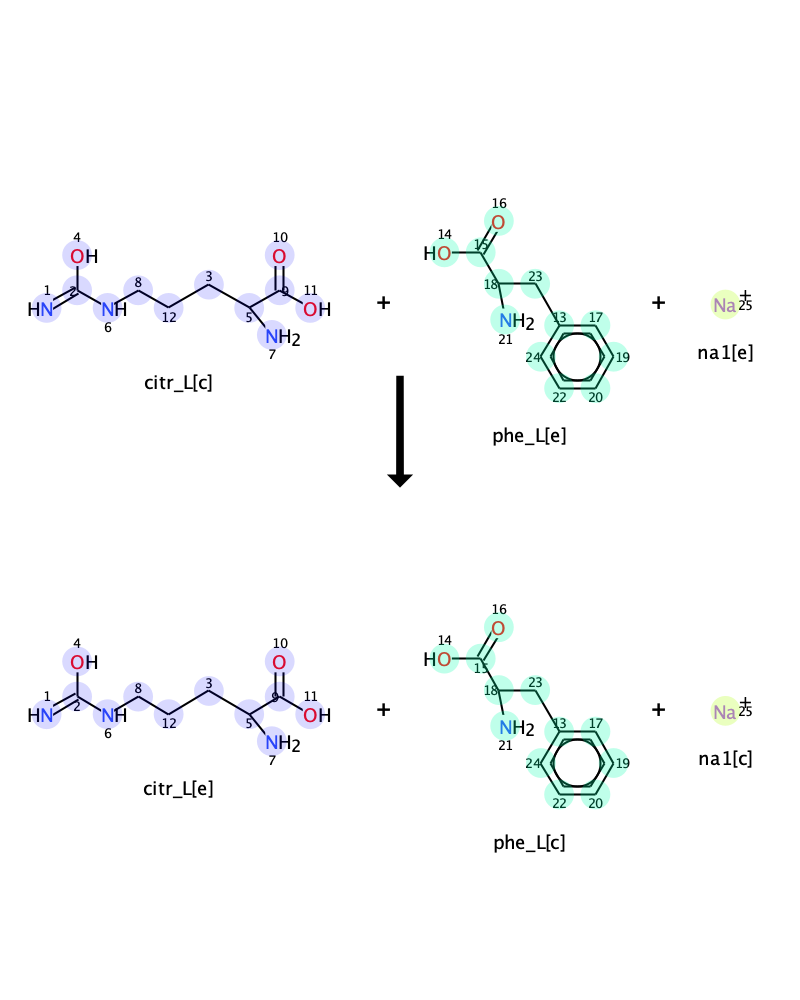 4
OH
1
HN
2
NH
6
8
12
3
5
NH2
7
9
10
O
11
OH
+
16
O
14
HO
15
18
23
NH2
21
13
17
24
19
22
20
+
Na+
25
citr_L[c]
phe_L[e]
na1[e]
4
OH
1
HN
2
NH
6
8
12
3
5
NH2
7
9
10
O
11
OH
+
16
O
14
HO
15
18
23
NH2
21
13
17
24
19
22
20
+
Na+
25
citr_L[e]
phe_L[c]
na1[c]